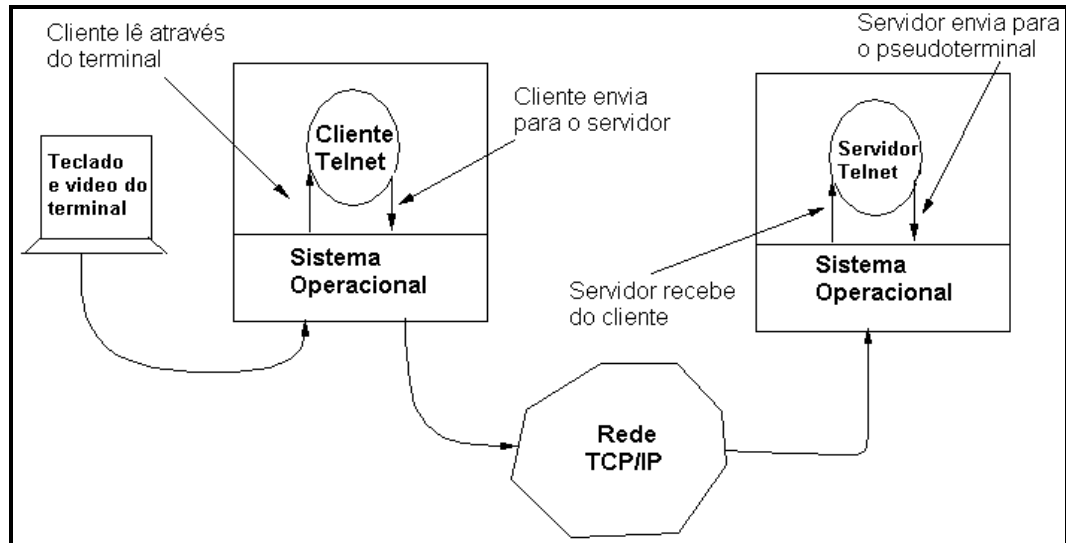 Cliente lê através
do terminal
Servidor envia para
o pseudoterminal
Cliente envia
para o servidor
Cliente
Telnet
Servidor
Telnet
Teclado
e video do
terminal
Sistema
Operacional
Sistema
Operacional
Servidor recebe
do cliente
Rede
TCP/IP